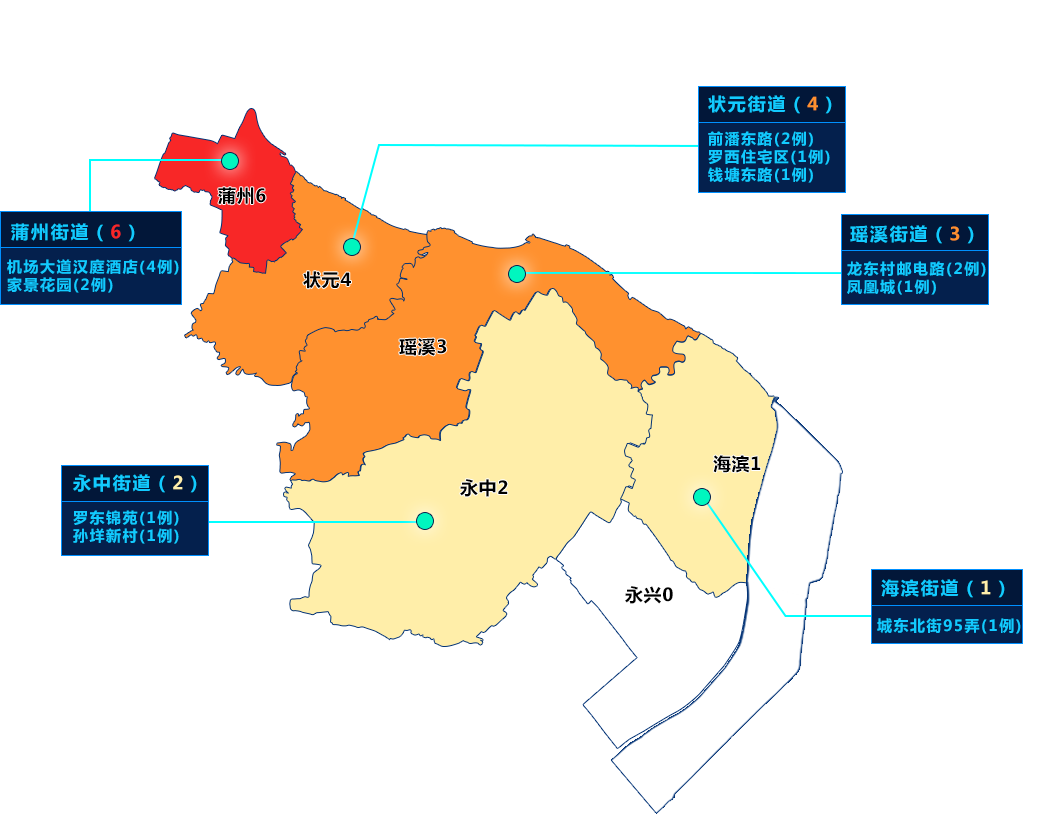 状元街道（4）
前潘东路(2例)
罗西住宅区(1例)
钱塘东路(1例)
蒲州6
蒲州街道（6）
机场大道汉庭酒店(4例)
家景花园(2例)
瑶溪街道（3）
龙东村邮电路(2例)
凤凰城(1例)
状元4
瑶溪3
海滨1
永中2
永中街道（2）
罗东锦苑(1例)
孙垟新村(1例)
永兴0
海滨街道（1）
城东北街95弄(1例)